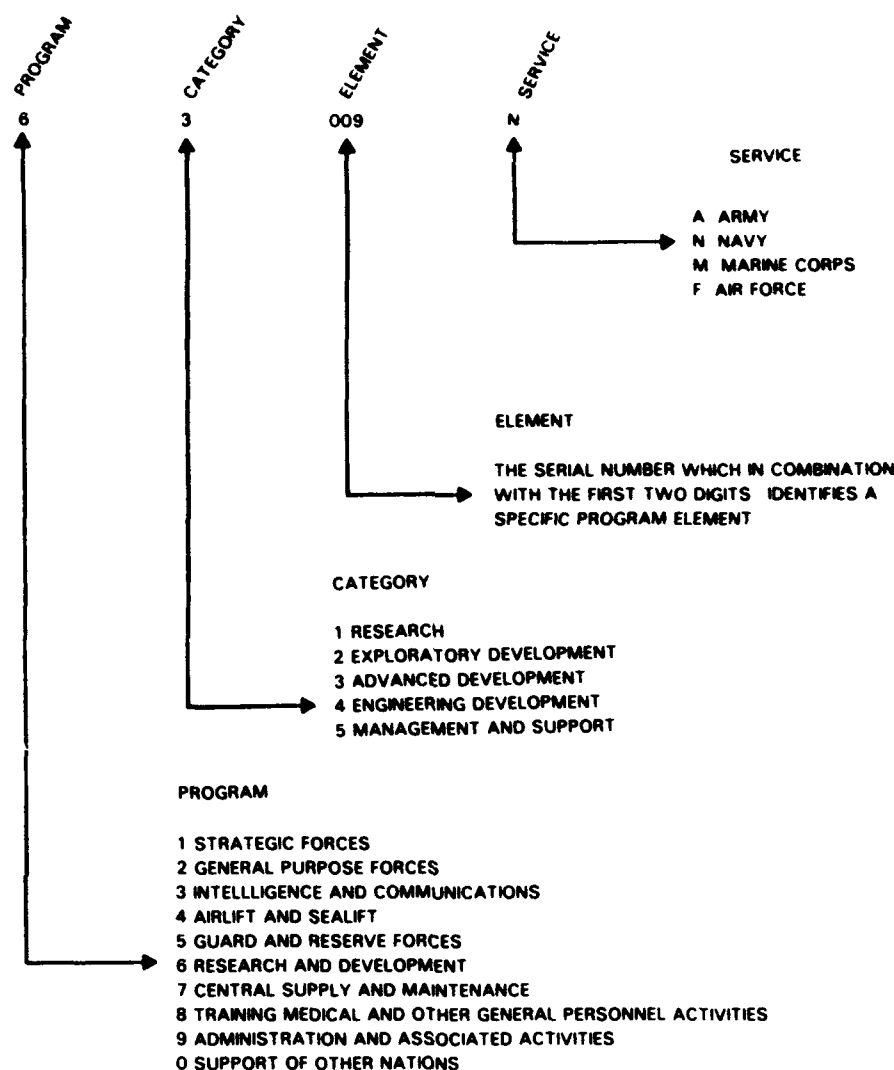 PROGRAM CATEGORY ELEMENT SERVICE
6 3 009 N
SERVICE
A ARMY
N NAVY
M MARINE CORPS
F AIR FORCE
ELEMENT
THE SERIAL NUMBER WHICH IN COMBINATION
WITH THE FIRST TWO DIGITS IDENTIFIES A
SPECIFIC PROGRAM ELEMENT
CATEGORY
1 RESEARCH
2 EXPLORATORY DEVELOPMENT
3 ADVANCED DEVELOPMENT
4 ENGINEERING DEVELOPMENT
5 MANAGEMENT AND SUPPORT
PROGRAM
1 STRATEGIC FORCES
2 GENERAL PURPOSE FORCES
3 INTELLLIGENCE AND COMMUNICATIONS
4 AIRLIFT AND SEALIFT
5 GUARD AND RESERVE FORCES
6 RESEARCH AND DEVELOPMENT
7 CENTRAL SUPPLY AND MAINTENANCE
8 TRAINING MEDICAL AND OTHER GENERAL PERSONNEL ACTIVITIES
9 ADMINISTRATION AND ASSOCIATED ACTIVITIES
0 SUPPORT OF OTHER NATIONS